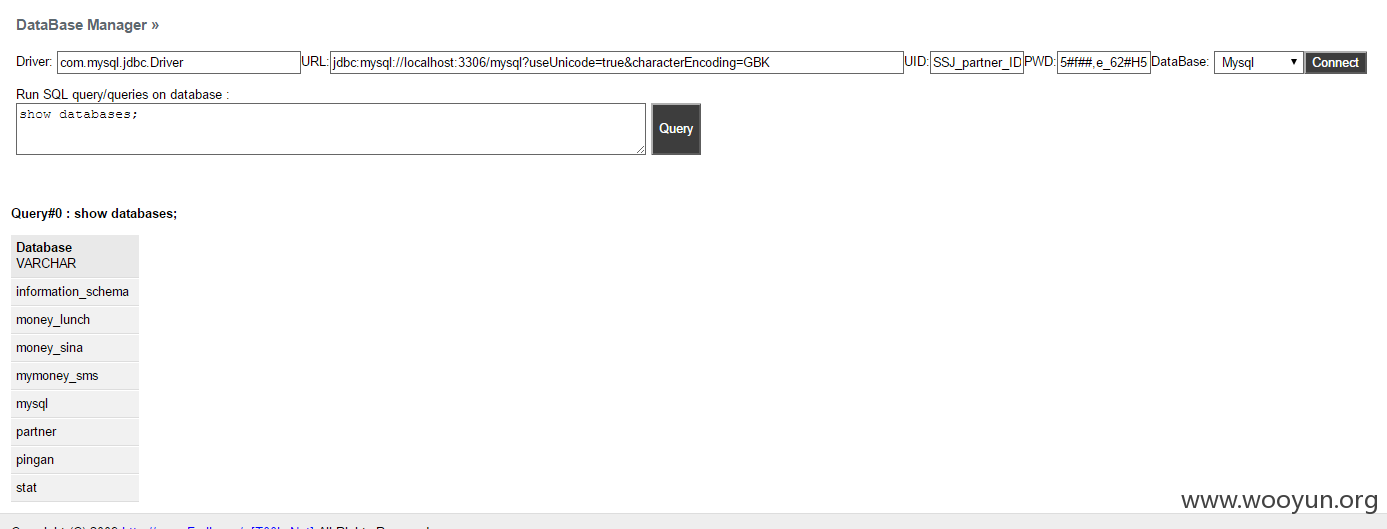 DataBase Manager »
Driver: com.mysql.jdbc.Driver URL: jdbc:mysql://localhost:3306/mysql?useUnicode=true&characterEncoding=GBK UID: SSJ_partner_ID PWD: 5#f##,e_62#H5 DataBase: Mysql Connect
Run SQL query/queries on database :
show databases;
Query
Query#0 : show databases;
Database
VARCHAR
information_schema
money_lunch
money_sina
mymoney_sms
mysql
partner
pingan
stat
www.wooyun.org